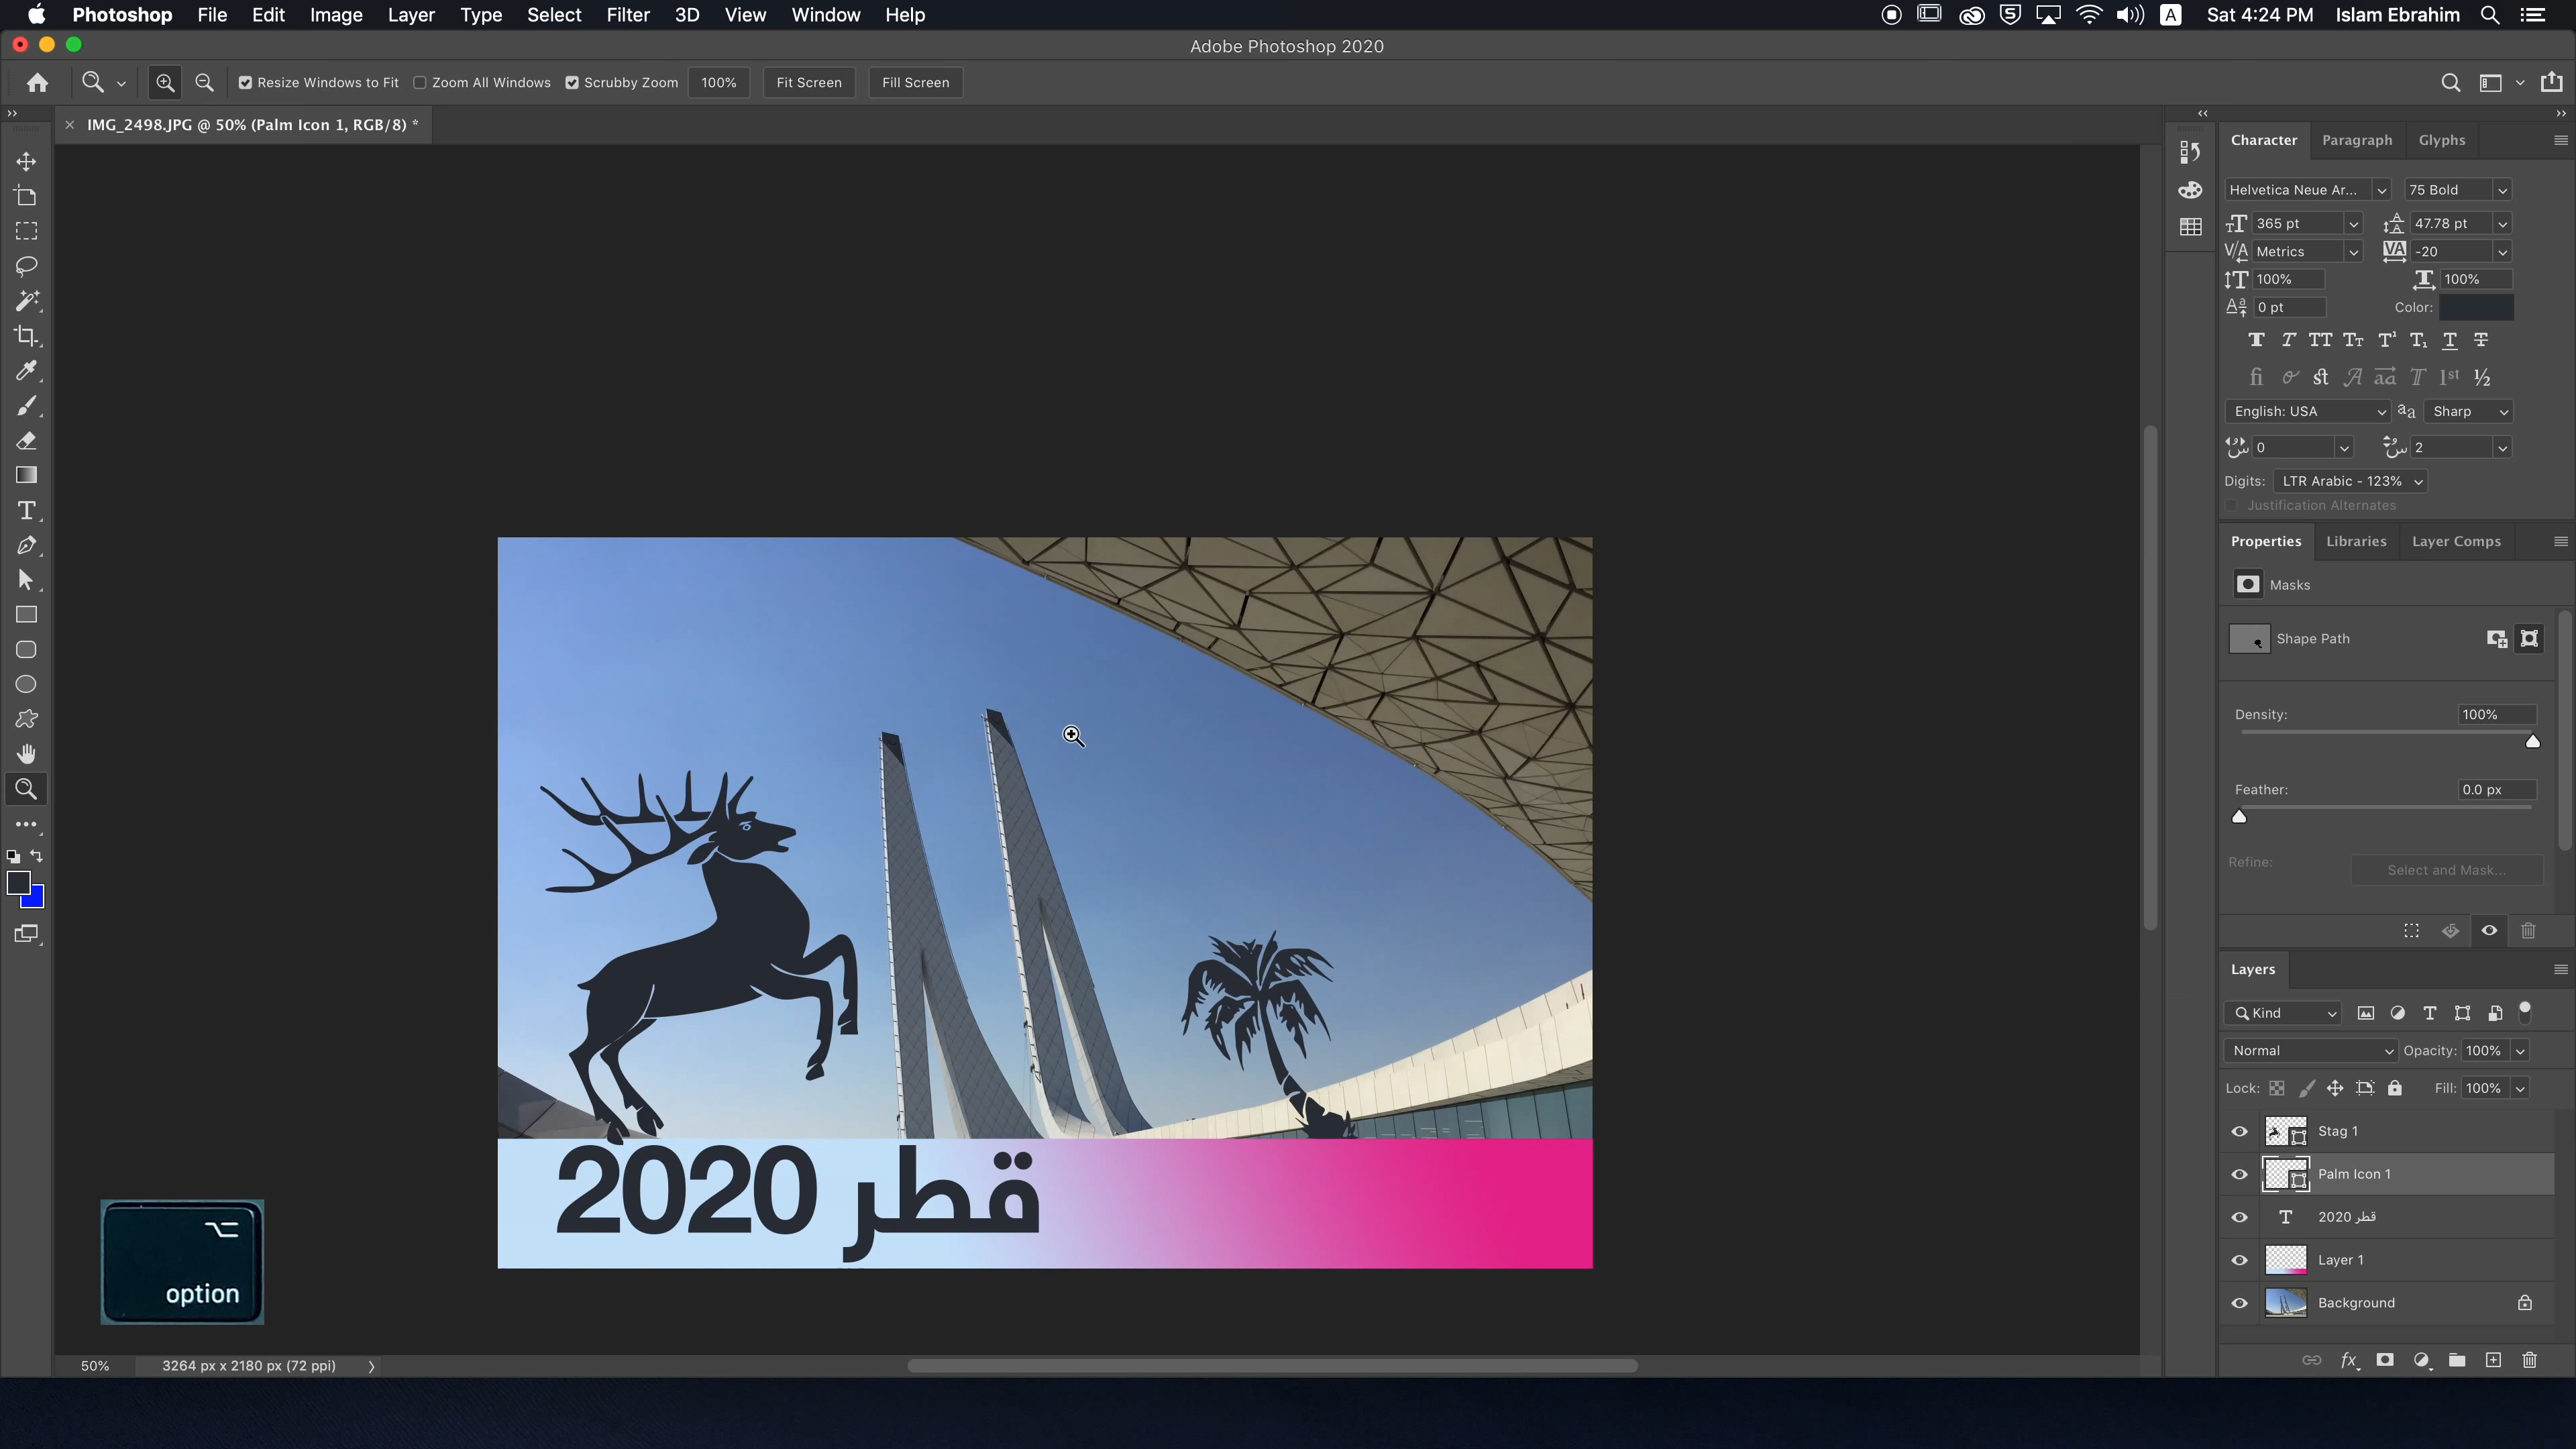 Photoshop File Edit Image Layer Type Select Filter 3D View Window Help
A Sat 4:24 PM Islam Ebrahim
Adobe Photoshop 2020
Resize Windows to Fit Zoom All Windows Scrubby Zoom 100% Fit Screen Fill Screen
IMG_2498.JPG @ 50% (Palm Icon 1, RGB/8) *
Character Paragraph Glyphs
Helvetica Neue Ar... 75 Bold
365 pt 47.78 pt
Metrics -20
100% 100%
0 pt Color:
English: USA Sharp
0 2
Digits: LTR Arabic - 123%
Justification Alternates
Properties Libraries Layer Comps
Masks
Shape Path
Density: 100%
Feather: 0.0 px
Refine: Select and Mask...
Layers
Kind
Normal Opacity: 100%
Lock: Fill: 100%
Stag 1
Palm Icon 1
قطر 2020
Layer 1
Background
قطر 2020
option
50% 3264 px x 2180 px (72 ppi)